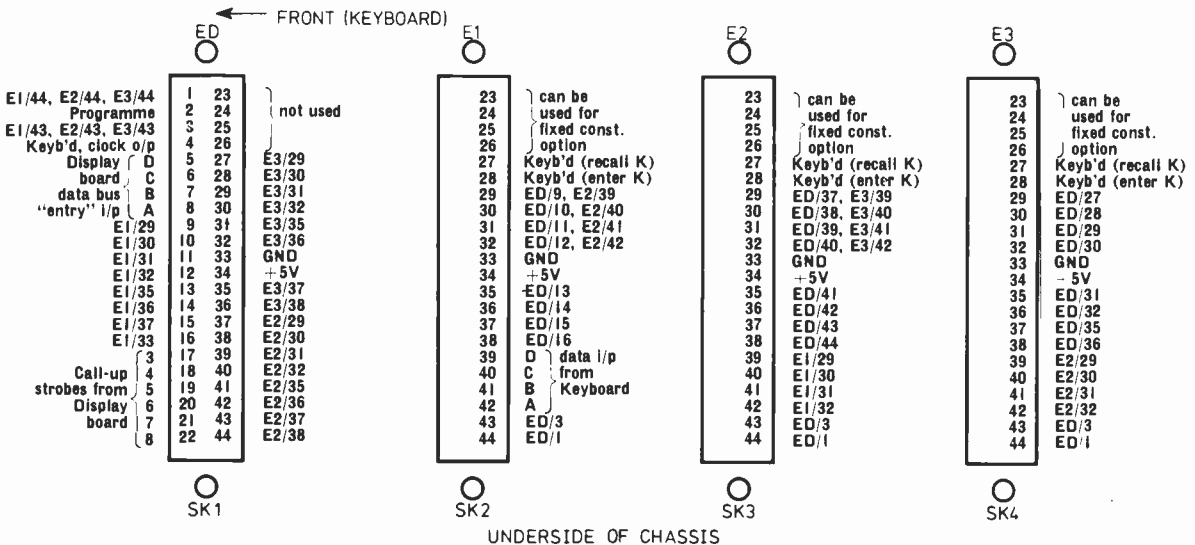 ← FRONT (KEYBOARD)
ED
E1/44, E2/44, E3/44 1 23
Programme 2 24 not used
E1/43, E2/43, E3/43 3 25
Keyb'd, clock o/p 4 26
Display D 5 27 E3/29
board C 6 28 E3/30
data bus B 7 29 E3/31
"entry" i/p A 8 30 E3/32
E1/29 9 31 E3/35
E1/30 10 32 E3/36
E1/31 11 33 GND
E1/32 12 34 +5V
E1/35 13 35 E3/37
E1/36 14 36 E3/38
E1/37 15 37 E2/29
E1/33 16 38 E2/30
3 17 39 E2/31
Call-up 4 18 40 E2/32
strobes from 5 19 41 E2/35
Display 6 20 42 E2/36
board 7 21 43 E2/37
8 22 44 E2/38
SK1
E1
23 can be
24 used for
25 fixed const.
26 option
27 Keyb'd (recall K)
28 Keyb'd (enter K)
29 ED/9, E2/39
30 ED/10, E2/40
31 ED/11, E2/41
32 ED/12, E2/42
33 GND
34 +5V
35 ED/13
36 ED/14
37 ED/15
38 ED/16
39 D data i/p
40 C from
41 B Keyboard
42 A
43 ED/3
44 ED/1
SK2
E2
23 can be
24 used for
25 fixed const.
26 option
27 Keyb'd (recall K)
28 Keyb'd (enter K)
29 ED/37, E3/39
30 ED/38, E3/40
31 ED/39, E3/41
32 ED/40, E3/42
33 GND
34 +5V
35 ED/41
36 ED/42
37 ED/43
38 ED/44
39 E1/29
40 E1/30
41 E1/31
42 E1/32
43 ED/3
44 ED/1
SK3
E3
23 can be
24 used for
25 fixed const.
26 option
27 Keyb'd (recall K)
28 Keyb'd (enter K)
29 ED/27
30 ED/28
31 ED/29
32 ED/30
33 GND
34 - 5V
35 ED/31
36 ED/32
37 ED/35
38 ED/36
39 E2/29
40 E2/30
41 E2/31
42 E2/32
43 ED/3
44 ED/1
SK4
UNDERSIDE OF CHASSIS